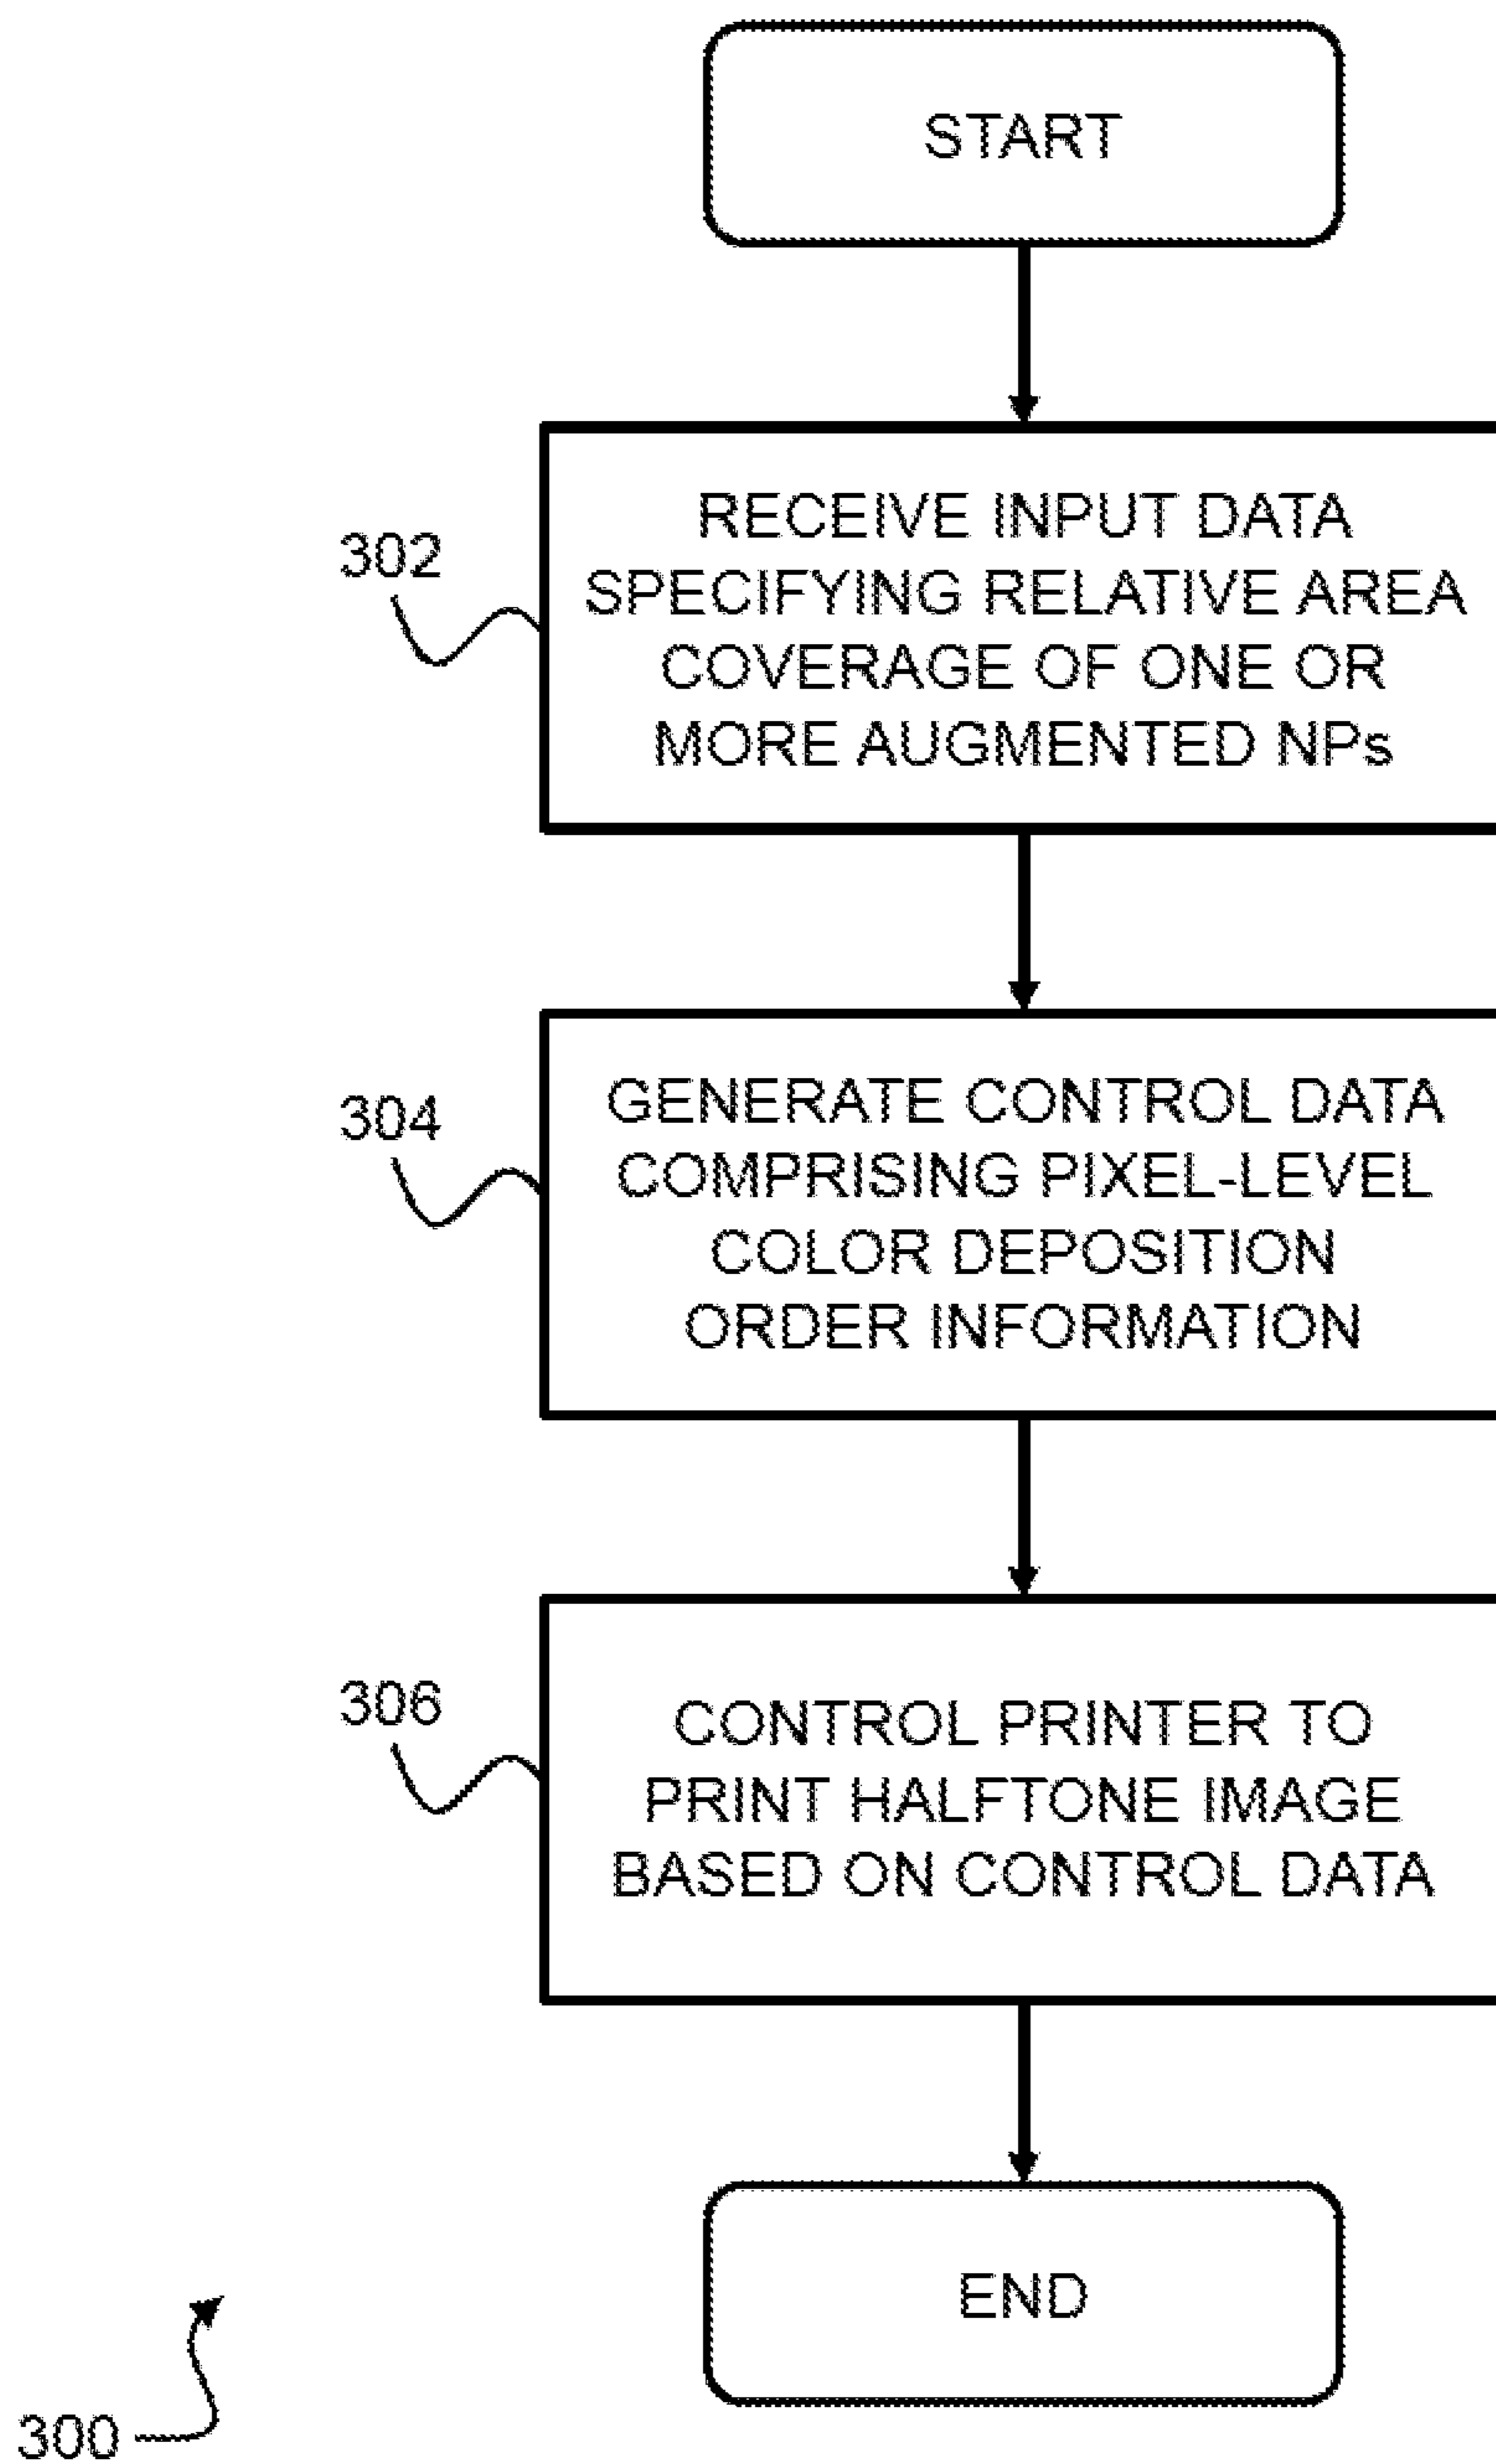 START
302
RECEIVE INPUT DATA
SPECIFYING RELATIVE AREA
COVERAGE OF ONE OR
MORE AUGMENTED NPs
304
GENERATE CONTROL DATA
COMPRISING PIXEL-LEVEL
COLOR DEPOSITION
ORDER INFORMATION
306
CONTROL PRINTER TO
PRINT HALFTONE IMAGE
BASED ON CONTROL DATA
END
300